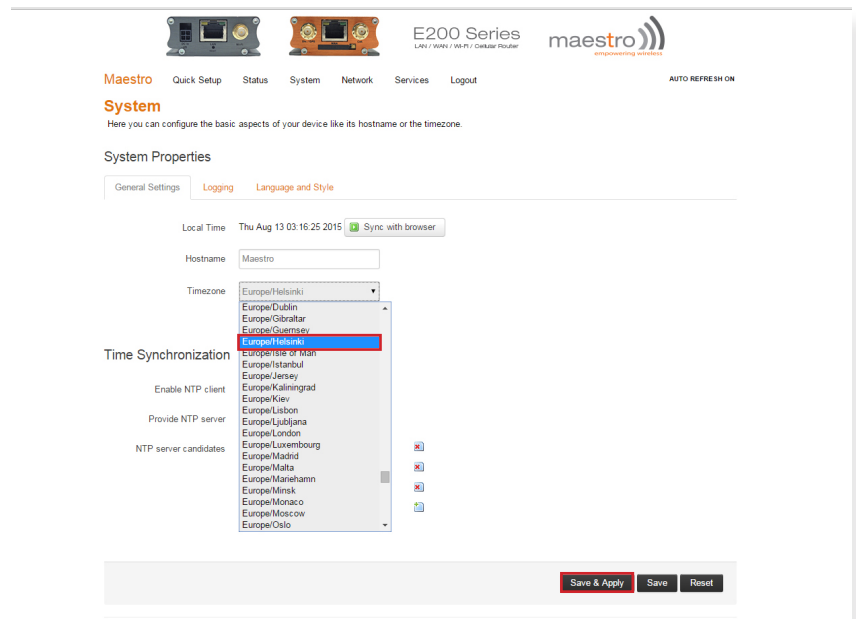 E200 Series
LAN / WAN / Wi-Fi / Cellular Router
maestro
empowering wireless
Maestro Quick Setup Status System Network Services Logout AUTO REFRESH ON
System
Here you can configure the basic aspects of your device like its hostname or the timezone.
System Properties
General Settings Logging Language and Style
Local Time Thu Aug 13 03:16:25 2015 Sync with browser
Hostname Maestro
Timezone Europe/Helsinki
Europe/Dublin
Europe/Gibraltar
Europe/Guernsey
Europe/Helsinki
Europe/Isle of Man
Time Synchronization
Europe/Istanbul
Europe/Jersey
Enable NTP client
Europe/Kaliningrad
Europe/Kiev
Europe/Lisbon
Provide NTP server
Europe/Ljubljana
Europe/London
NTP server candidates
Europe/Luxembourg
Europe/Madrid
Europe/Malta
Europe/Mariehamn
Europe/Minsk
Europe/Monaco
Europe/Moscow
Europe/Oslo
Save & Apply Save Reset